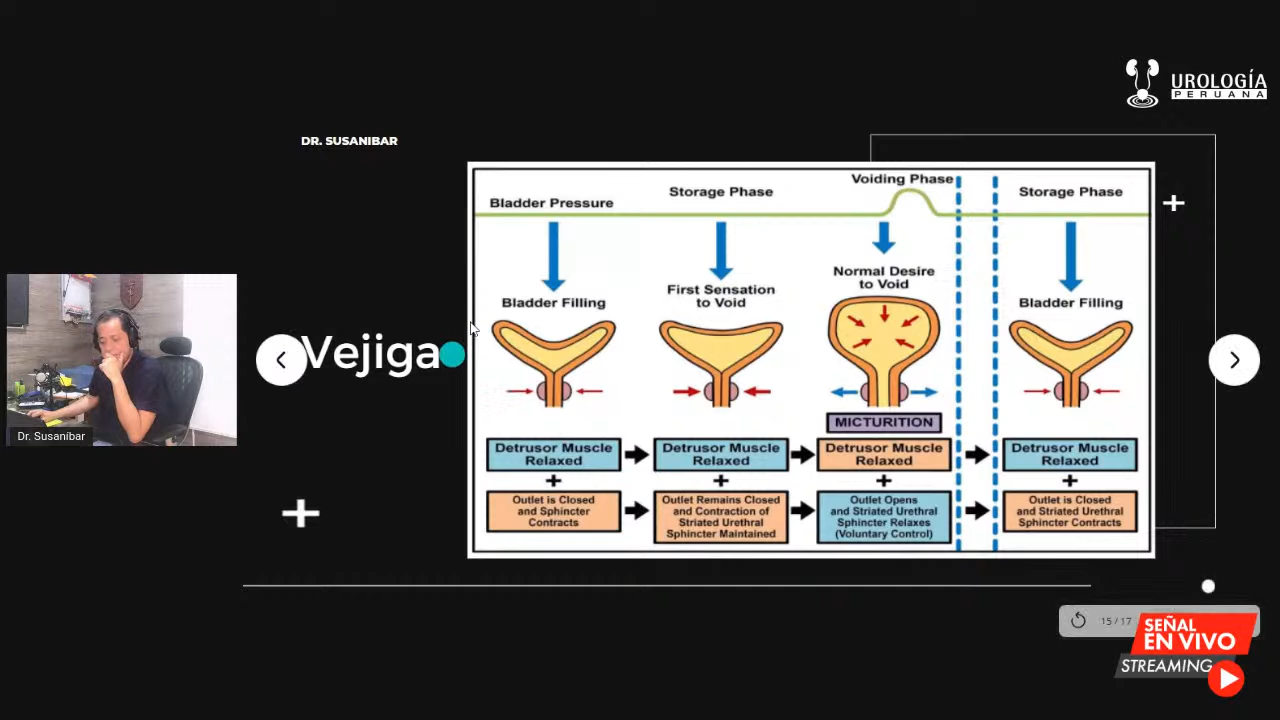 UROLOGÍA
PERUANA
DR. SUSANIBAR
Vejiga
Dr. Susanibar
Bladder Pressure
Storage Phase
Voiding Phase
Storage Phase
Bladder Filling
First Sensation
to Void
Normal Desire
to Void
Bladder Filling
MICTURITION
Detrusor Muscle
Relaxed
Detrusor Muscle
Relaxed
Detrusor Muscle
Relaxed
Detrusor Muscle
Relaxed
+
+
+
+
Outlet is Closed
and Sphincter
Contracts
Outlet Remains Closed
and Contraction of
Striated Urethral
Sphincter Maintained
Outlet Opens
and Striated Urethral
Sphincter Relaxes
(Voluntary Control)
Outlet is Closed
and Striated Urethral
Sphincter Contracts
15 / 17
SEÑAL
EN VIVO
STREAMING